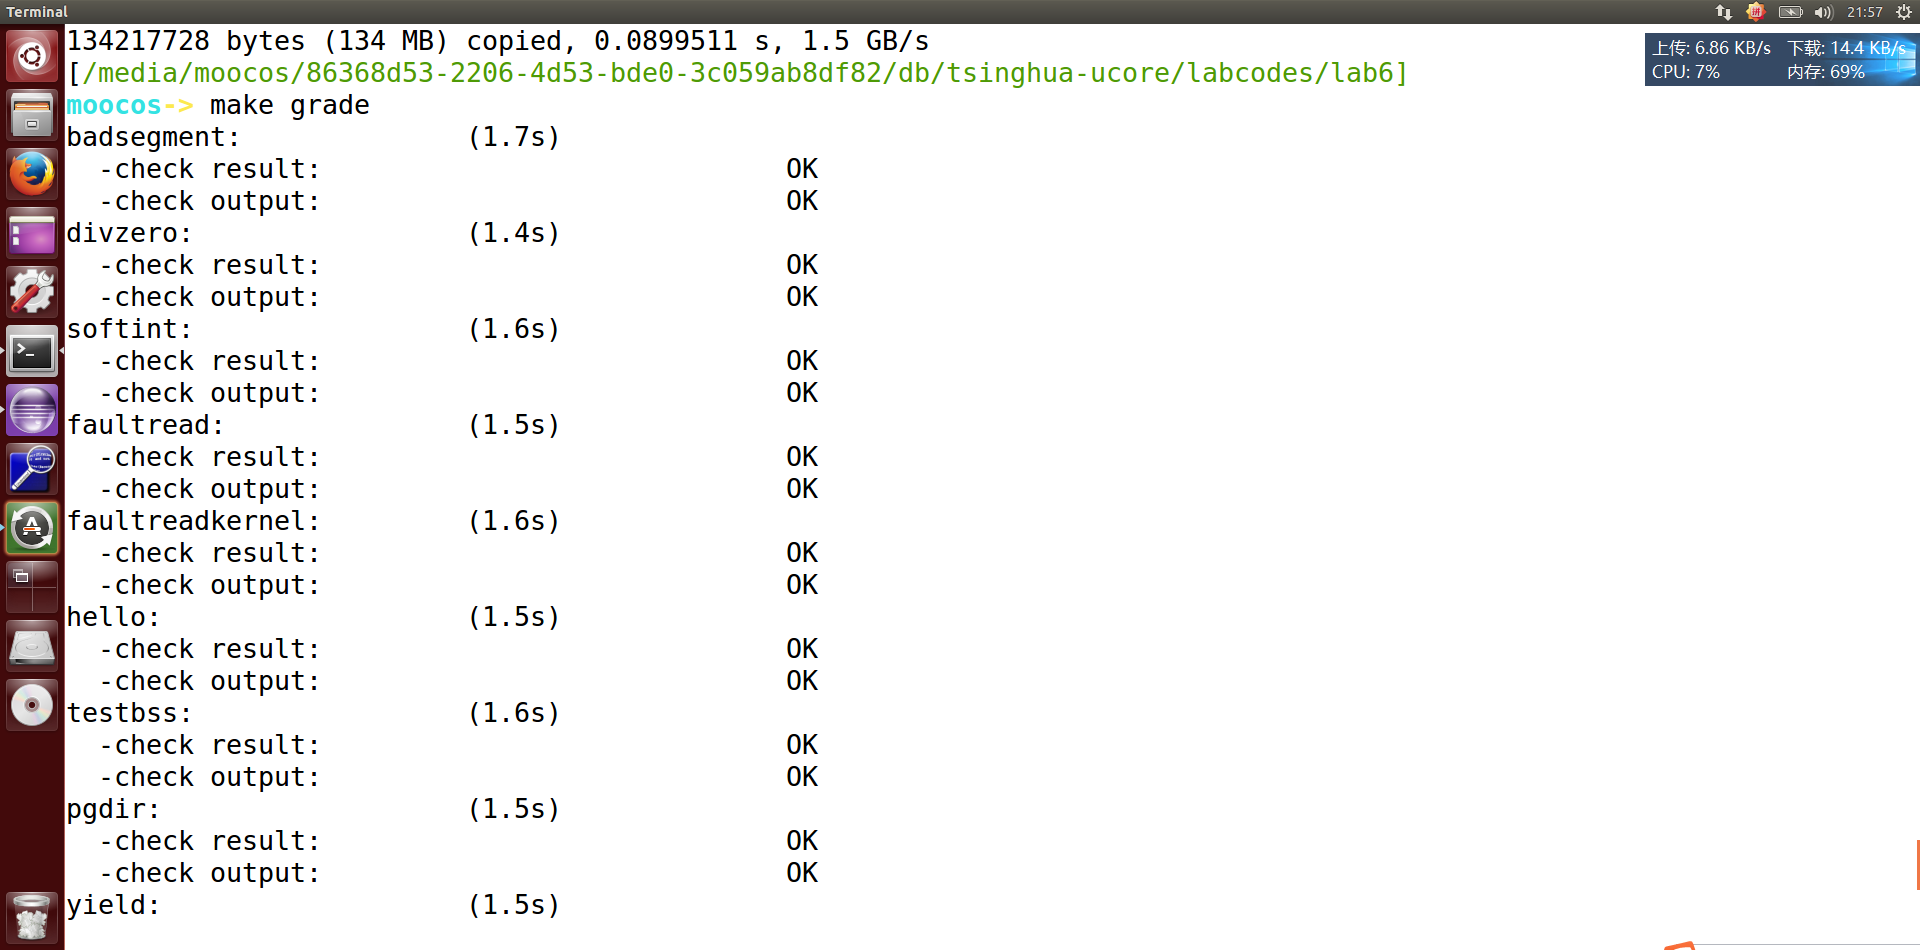 Terminal
21:57
134217728 bytes (134 MB) copied, 0.0899511 s, 1.5 GB/s
上传: 6.86 KB/s 下载: 14.4 KB/s
CPU: 7% 内存: 69%
[/media/moocos/86368d53-2206-4d53-bde0-3c059ab8df82/db/tsinghua-ucore/labcodes/lab6]
moocos-> make grade
badsegment: (1.7s)
-check result: OK
-check output: OK
divzero: (1.4s)
-check result: OK
-check output: OK
softint: (1.6s)
-check result: OK
-check output: OK
faultread: (1.5s)
-check result: OK
-check output: OK
faultreadkernel: (1.6s)
-check result: OK
-check output: OK
hello: (1.5s)
-check result: OK
-check output: OK
testbss: (1.6s)
-check result: OK
-check output: OK
pgdir: (1.5s)
-check result: OK
-check output: OK
yield: (1.5s)